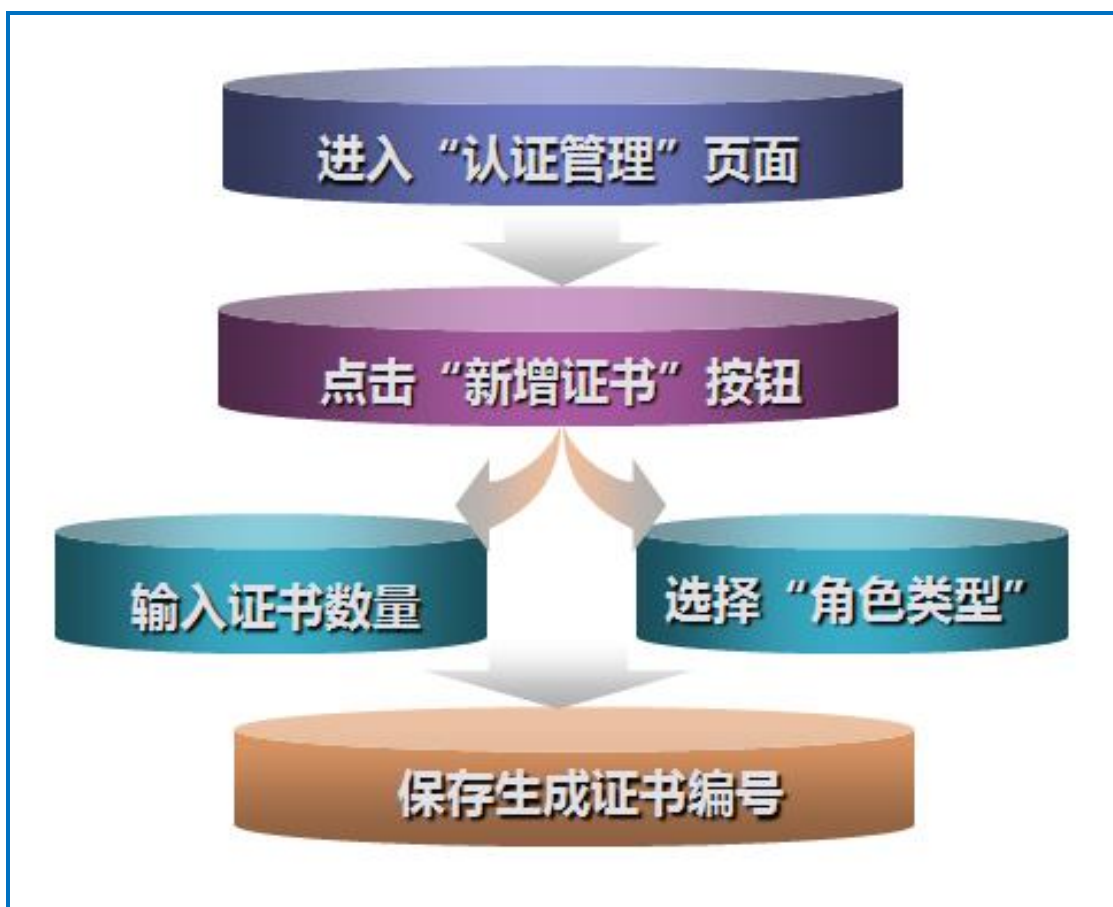 进入“认证管理”页面
点击“新增证书”按钮
输入证书数量
选择“角色类型”
保存生成证书编号